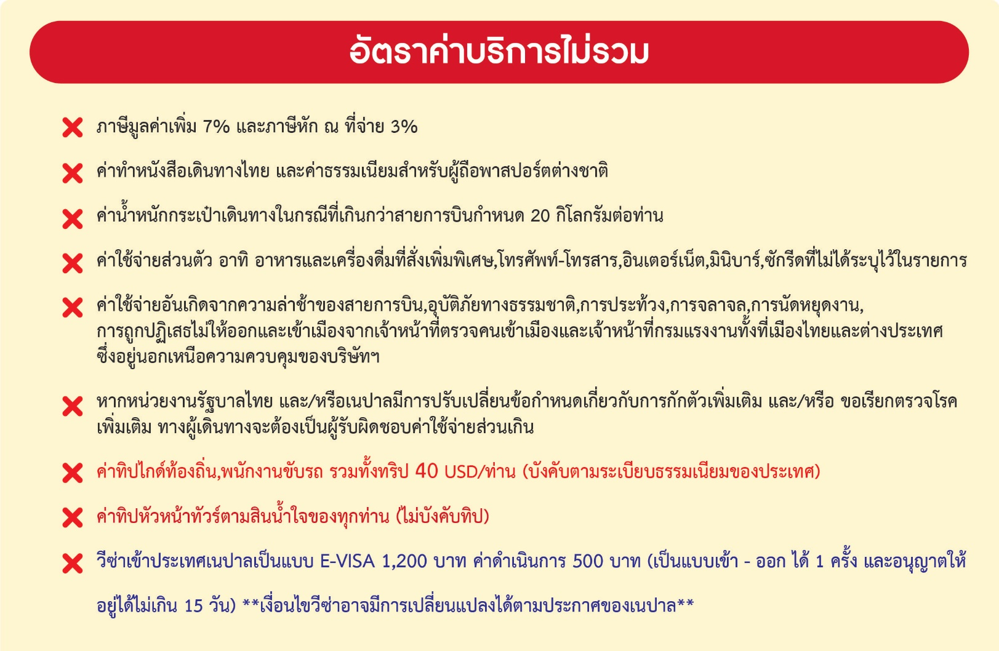 อัตราค่าบริการไม่รวม
ภาษีมูลค่าเพิ่ม 7% และภาษีหัก ณ ที่จ่าย 3%
ค่าทำหนังสือเดินทางไทย และค่าธรรมเนียมสำหรับผู้ถือพาสปอร์ตต่างชาติ
ค่าน้ำหนักกระเป๋าเดินทางในกรณีที่เกินกว่าสายการบินกำหนด 20 กิโลกรัมต่อท่าน
ค่าใช้จ่ายส่วนตัว อาทิ อาหารและเครื่องดื่มที่สั่งเพิ่มพิเศษ,โทรศัพท์-โทรสาร,อินเตอร์เน็ต,มินิบาร์,ซักรีดที่ไม่ได้ระบุไว้ในรายการ
ค่าใช้จ่ายอันเกิดจากความล่าช้าของสายการบิน,อุบัติภัยทางธรรมชาติ,การประท้วง,การจลาจล,การนัดหยุดงาน,
การถูกปฏิเสธไม่ให้ออกและเข้าเมืองจากเจ้าหน้าที่ตรวจคนเข้าเมืองและเจ้าหน้าที่กรมแรงงานทั้งที่เมืองไทยและต่างประเทศ
ซึ่งอยู่นอกเหนือความควบคุมของบริษัทฯ
หากหน่วยงานรัฐบาลไทย และ/หรือเนปาลมีการปรับเปลี่ยนข้อกำหนดเกี่ยวกับการกักตัวเพิ่มเติม และ/หรือ ขอเรียกตรวจโรค
เพิ่มเติม ทางผู้เดินทางจะต้องเป็นผู้รับผิดชอบค่าใช้จ่ายส่วนเกิน
ค่าทิปไกด์ท้องถิ่น,พนักงานขับรถ รวมทั้งทริป 40 USD/ท่าน (บังคับตามระเบียบธรรมเนียมของประเทศ)
ค่าทิปหัวหน้าทัวร์ตามสินน้ำใจของทุกท่าน (ไม่บังคับทิป)
วีซ่าเข้าประเทศเนปาลเป็นแบบ E-VISA 1,200 บาท ค่าดำเนินการ 500 บาท (เป็นแบบเข้า - ออก ได้ 1 ครั้ง และอนุญาตให้
อยู่ได้ไม่เกิน 15 วัน) **เงื่อนไขวีซ่าอาจมีการเปลี่ยนแปลงได้ตามประกาศของเนปาล**